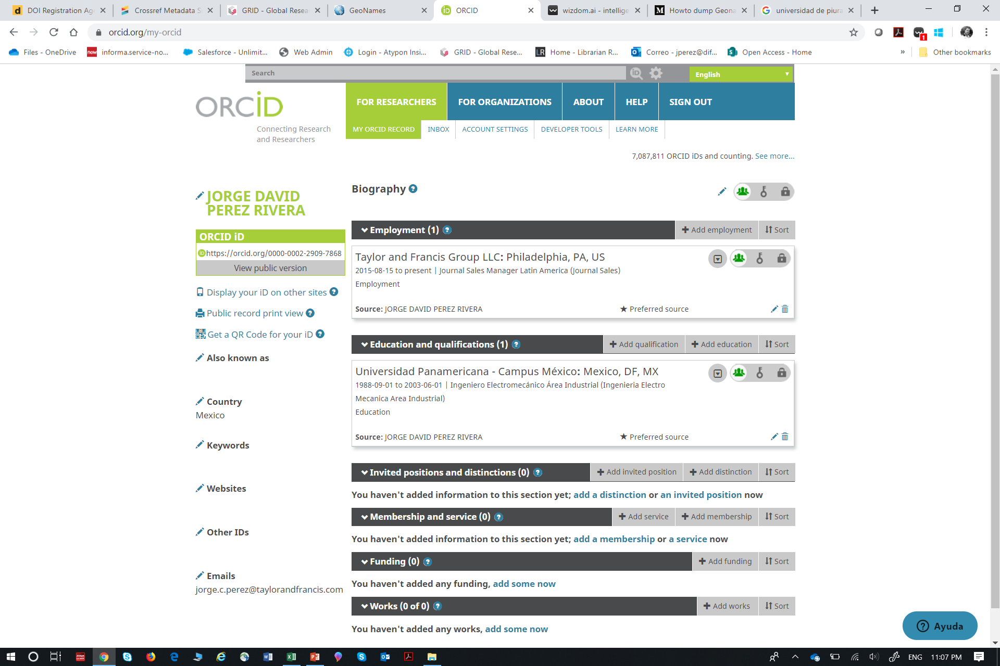 DOI Registration Ag
Crossref Metadata S
GRID - Global Resea
GeoNames
ORCID
wizdom.ai - intellige
Howto dump Geona
universidad de piura
orcid.org/my-orcid
1
Files - OneDrive
informa.service-no...
Salesforce - Unlimit...
Web Admin
Login - Atypon Insi...
GRID - Global Rese...
Home - Librarian R...
Correo - jperez@dif...
Open Access - Home
»
Other bookmarks
Search
English
ORCiD
Connecting Research
and Researchers
FOR RESEARCHERS
FOR ORGANIZATIONS
ABOUT
HELP
SIGN OUT
MY ORCID RECORD
INBOX
ACCOUNT SETTINGS
DEVELOPER TOOLS
LEARN MORE
7,087,811 ORCID iDs and counting. See more...
JORGE DAVID
PEREZ RIVERA
ORCID iD
https://orcid.org/0000-0002-2909-7868
View public version
Display your iD on other sites ?
Public record print view ?
Get a QR Code for your iD ?
Also known as
Country
Mexico
Keywords
Websites
Other IDs
Emails
jorge.c.perez@taylorandfrancis.com
Biography ?
Employment (1) ?
Add employment
Sort
Taylor and Francis Group LLC: Philadelphia, PA, US
2015-08-15 to present | Journal Sales Manager Latin America (Journal Sales)
Employment
Source: JORGE DAVID PEREZ RIVERA
Preferred source
Education and qualifications (1) ?
Add qualification
Add education
Sort
Universidad Panamericana - Campus México: Mexico, DF, MX
1988-09-01 to 2003-06-01 | Ingeniero Electromecánico Área Industrial (Ingenieria Electro
Mecanica Area Industrial)
Education
Source: JORGE DAVID PEREZ RIVERA
Preferred source
Invited positions and distinctions (0) ?
Add invited position
Add distinction
Sort
You haven't added information to this section yet; add a distinction or an invited position now
Membership and service (0) ?
Add service
Add membership
Sort
You haven't added information to this section yet; add a membership or a service now
Funding (0) ?
Add funding
Sort
You haven't added any funding, add some now
Works (0 of 0) ?
Add works
Sort
You haven't added any works, add some now
? Ayuda
ENG
11:07 PM